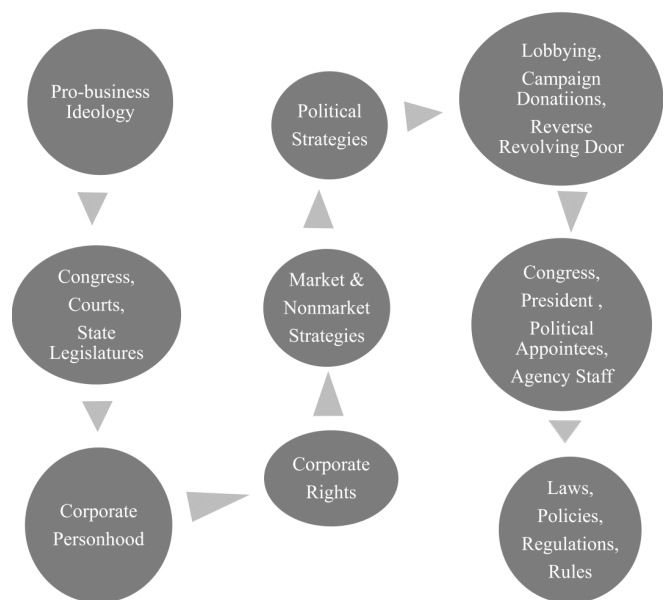 Pro-business
Ideology
Congress,
Courts,
State
Legislatures
Corporate
Personhood
Corporate
Rights
Market &
Nonmarket
Strategies
Political
Strategies
Lobbying,
Campaign
Donatiions,
Reverse
Revolving Door
Congress,
President ,
Political
Appointees,
Agency Staff
Laws,
Policies,
Regulations,
Rules